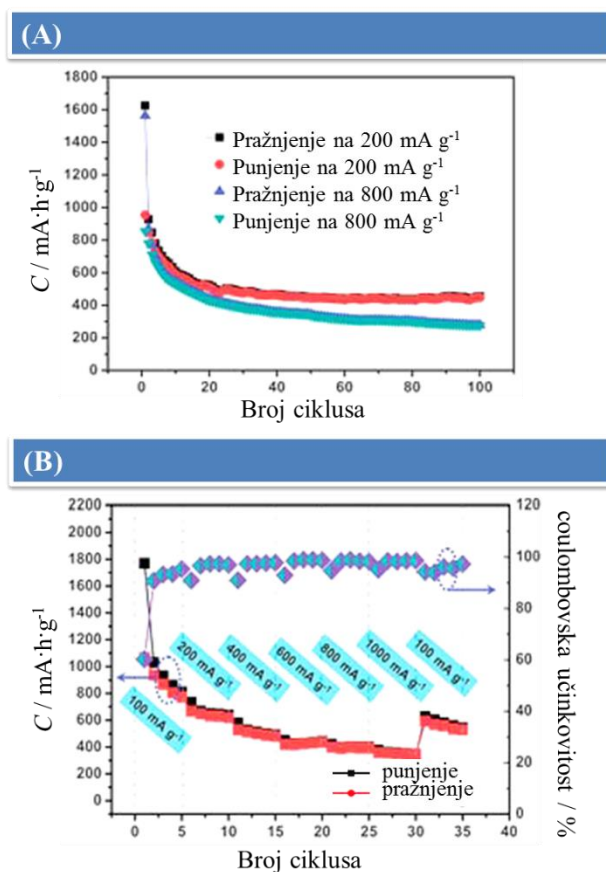 (A)
1800
1600
1400
1200
1000
800
600
400
200
0
C / mA·h·g⁻¹
Pražnjenje na 200 mA g⁻¹
Punjenje na 200 mA g⁻¹
Pražnjenje na 800 mA g⁻¹
Punjenje na 800 mA g⁻¹
0 20 40 60 80 100
Broj ciklusa
(B)
2200
2000
1800
1600
1400
1200
1000
800
600
400
200
0
C / mA·h·g⁻¹
120
100
80
60
40
20
0
coulombovska učinkovitost / %
100 mA g⁻¹
200 mA g⁻¹
400 mA g⁻¹
600 mA g⁻¹
800 mA g⁻¹
1000 mA g⁻¹
100 mA g⁻¹
punjenje
pražnjenje
0 5 10 15 20 25 30 35 40
Broj ciklusa